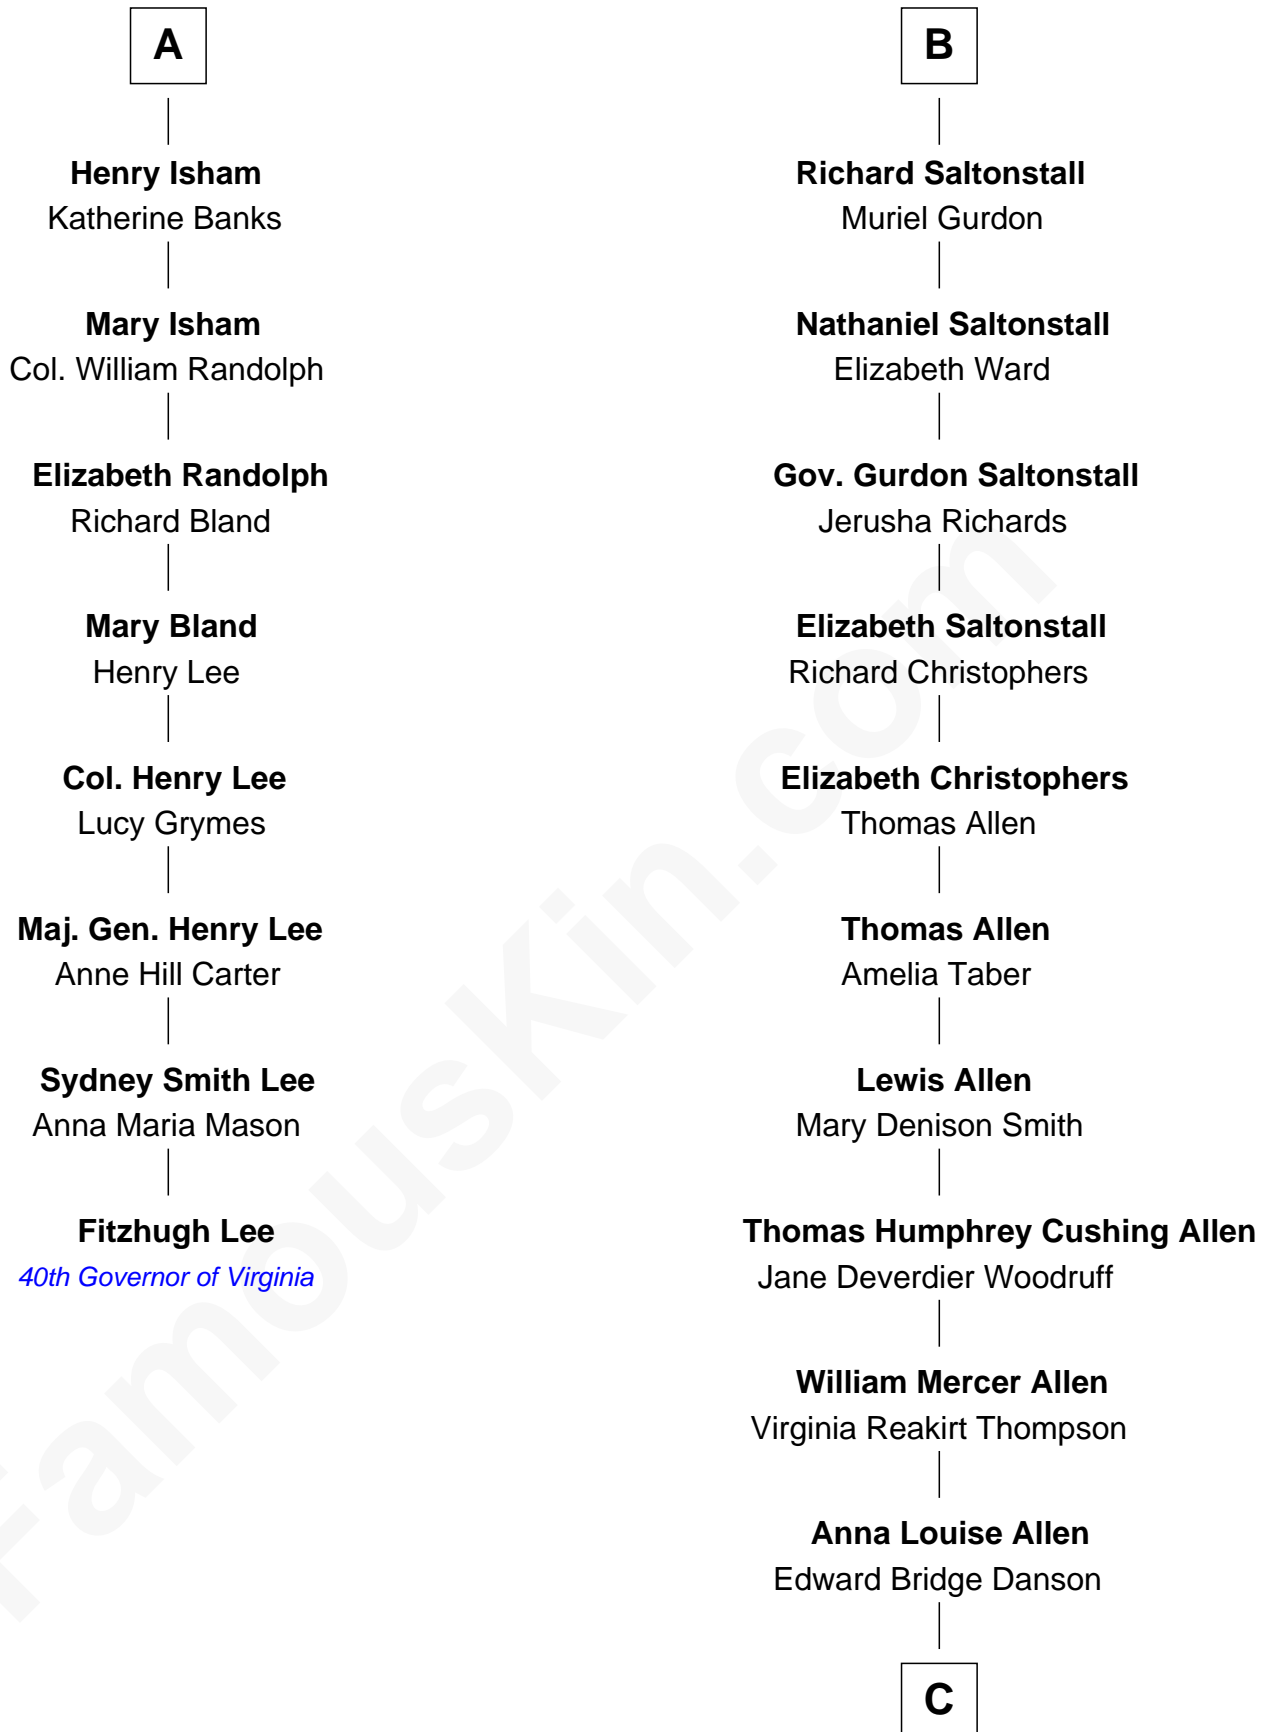 A
Henry Isham
Katherine Banks
Mary Isham
Col. William Randolph
Elizabeth Randolph
Richard Bland
Mary Bland
Henry Lee
Col. Henry Lee
Lucy Grymes
Maj. Gen. Henry Lee
Anne Hill Carter
Sydney Smith Lee
Anna Maria Mason
Fitzhugh Lee
40th Governor of Virginia
B
Richard Saltonstall
Muriel Gurdon
Nathaniel Saltonstall
Elizabeth Ward
Gov. Gurdon Saltonstall
Jerusha Richards
Elizabeth Saltonstall
Richard Christophers
Elizabeth Christophers
Thomas Allen
Thomas Allen
Amelia Taber
Lewis Allen
Mary Denison Smith
Thomas Humphrey Cushing Allen
Jane Deverdier Woodruff
William Mercer Allen
Virginia Reakirt Thompson
Anna Louise Allen
Edward Bridge Danson
C
FamousKin.com